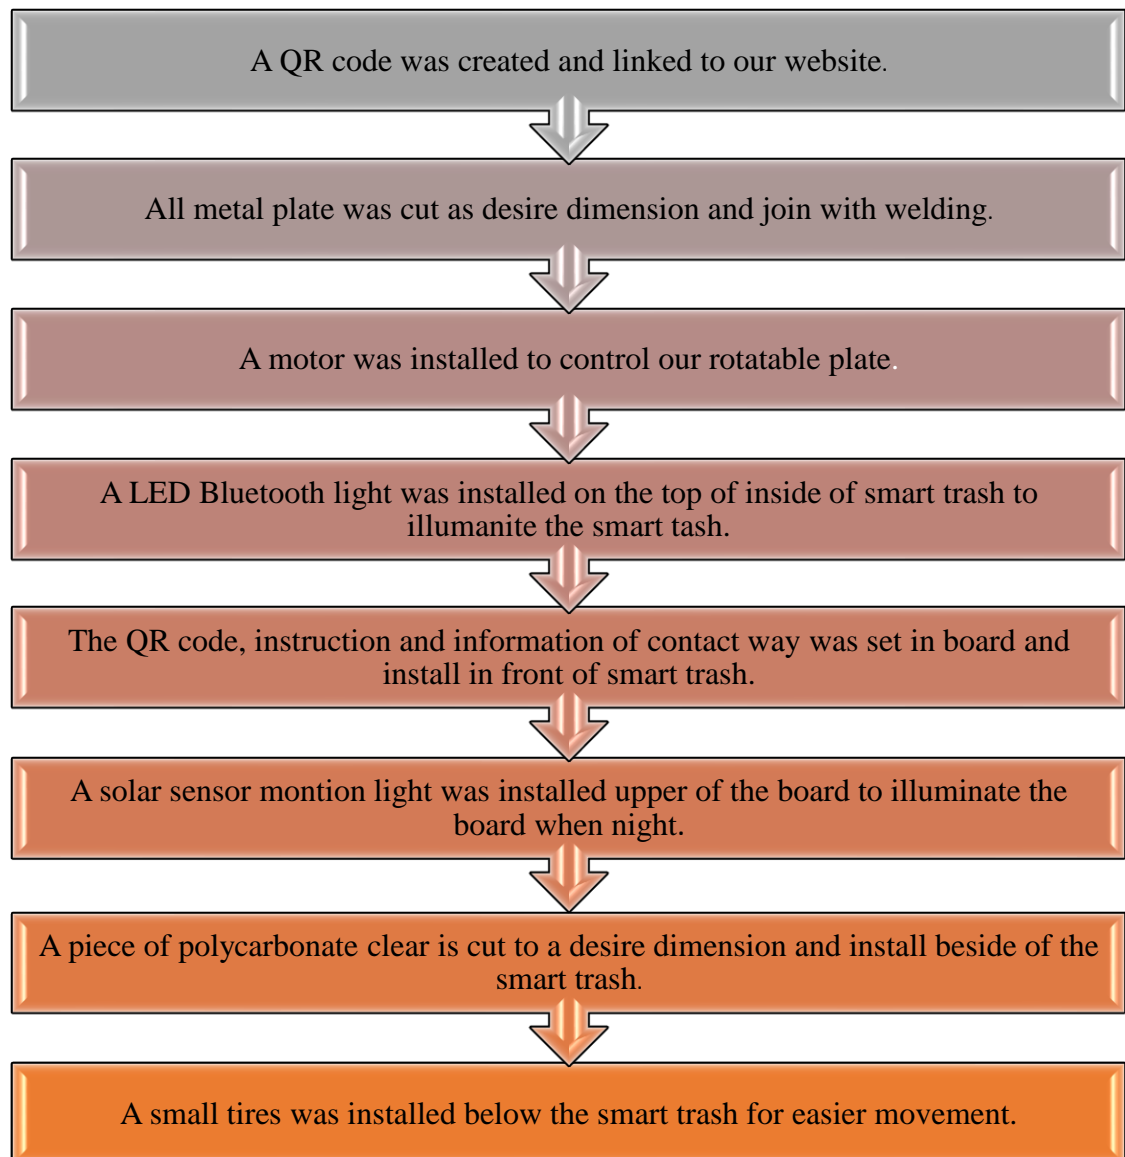 A QR code was created and linked to our website.
All metal plate was cut as desire dimension and join with welding.
A motor was installed to control our rotatable plate.
A LED Bluetooth light was installed on the top of inside of smart trash to
illumanite the smart tash.
The QR code, instruction and information of contact way was set in board and
install in front of smart trash.
A solar sensor montion light was installed upper of the board to illuminate the
board when night.
A piece of polycarbonate clear is cut to a desire dimension and install beside of the
smart trash.
A small tires was installed below the smart trash for easier movement.